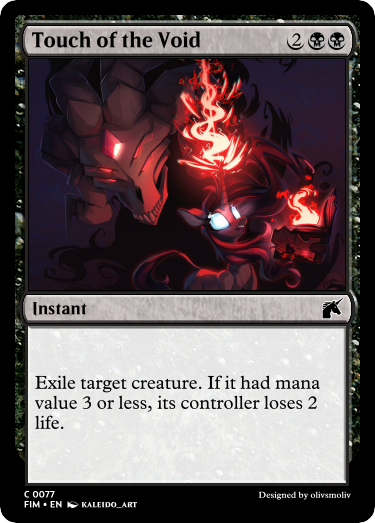 Touch of the Void 2
Instant
Exile target creature. If it had mana
value 3 or less, its controller loses 2
life.
C 0077
FIM • EN KALEIDO_ART
Designed by olivsmoliv